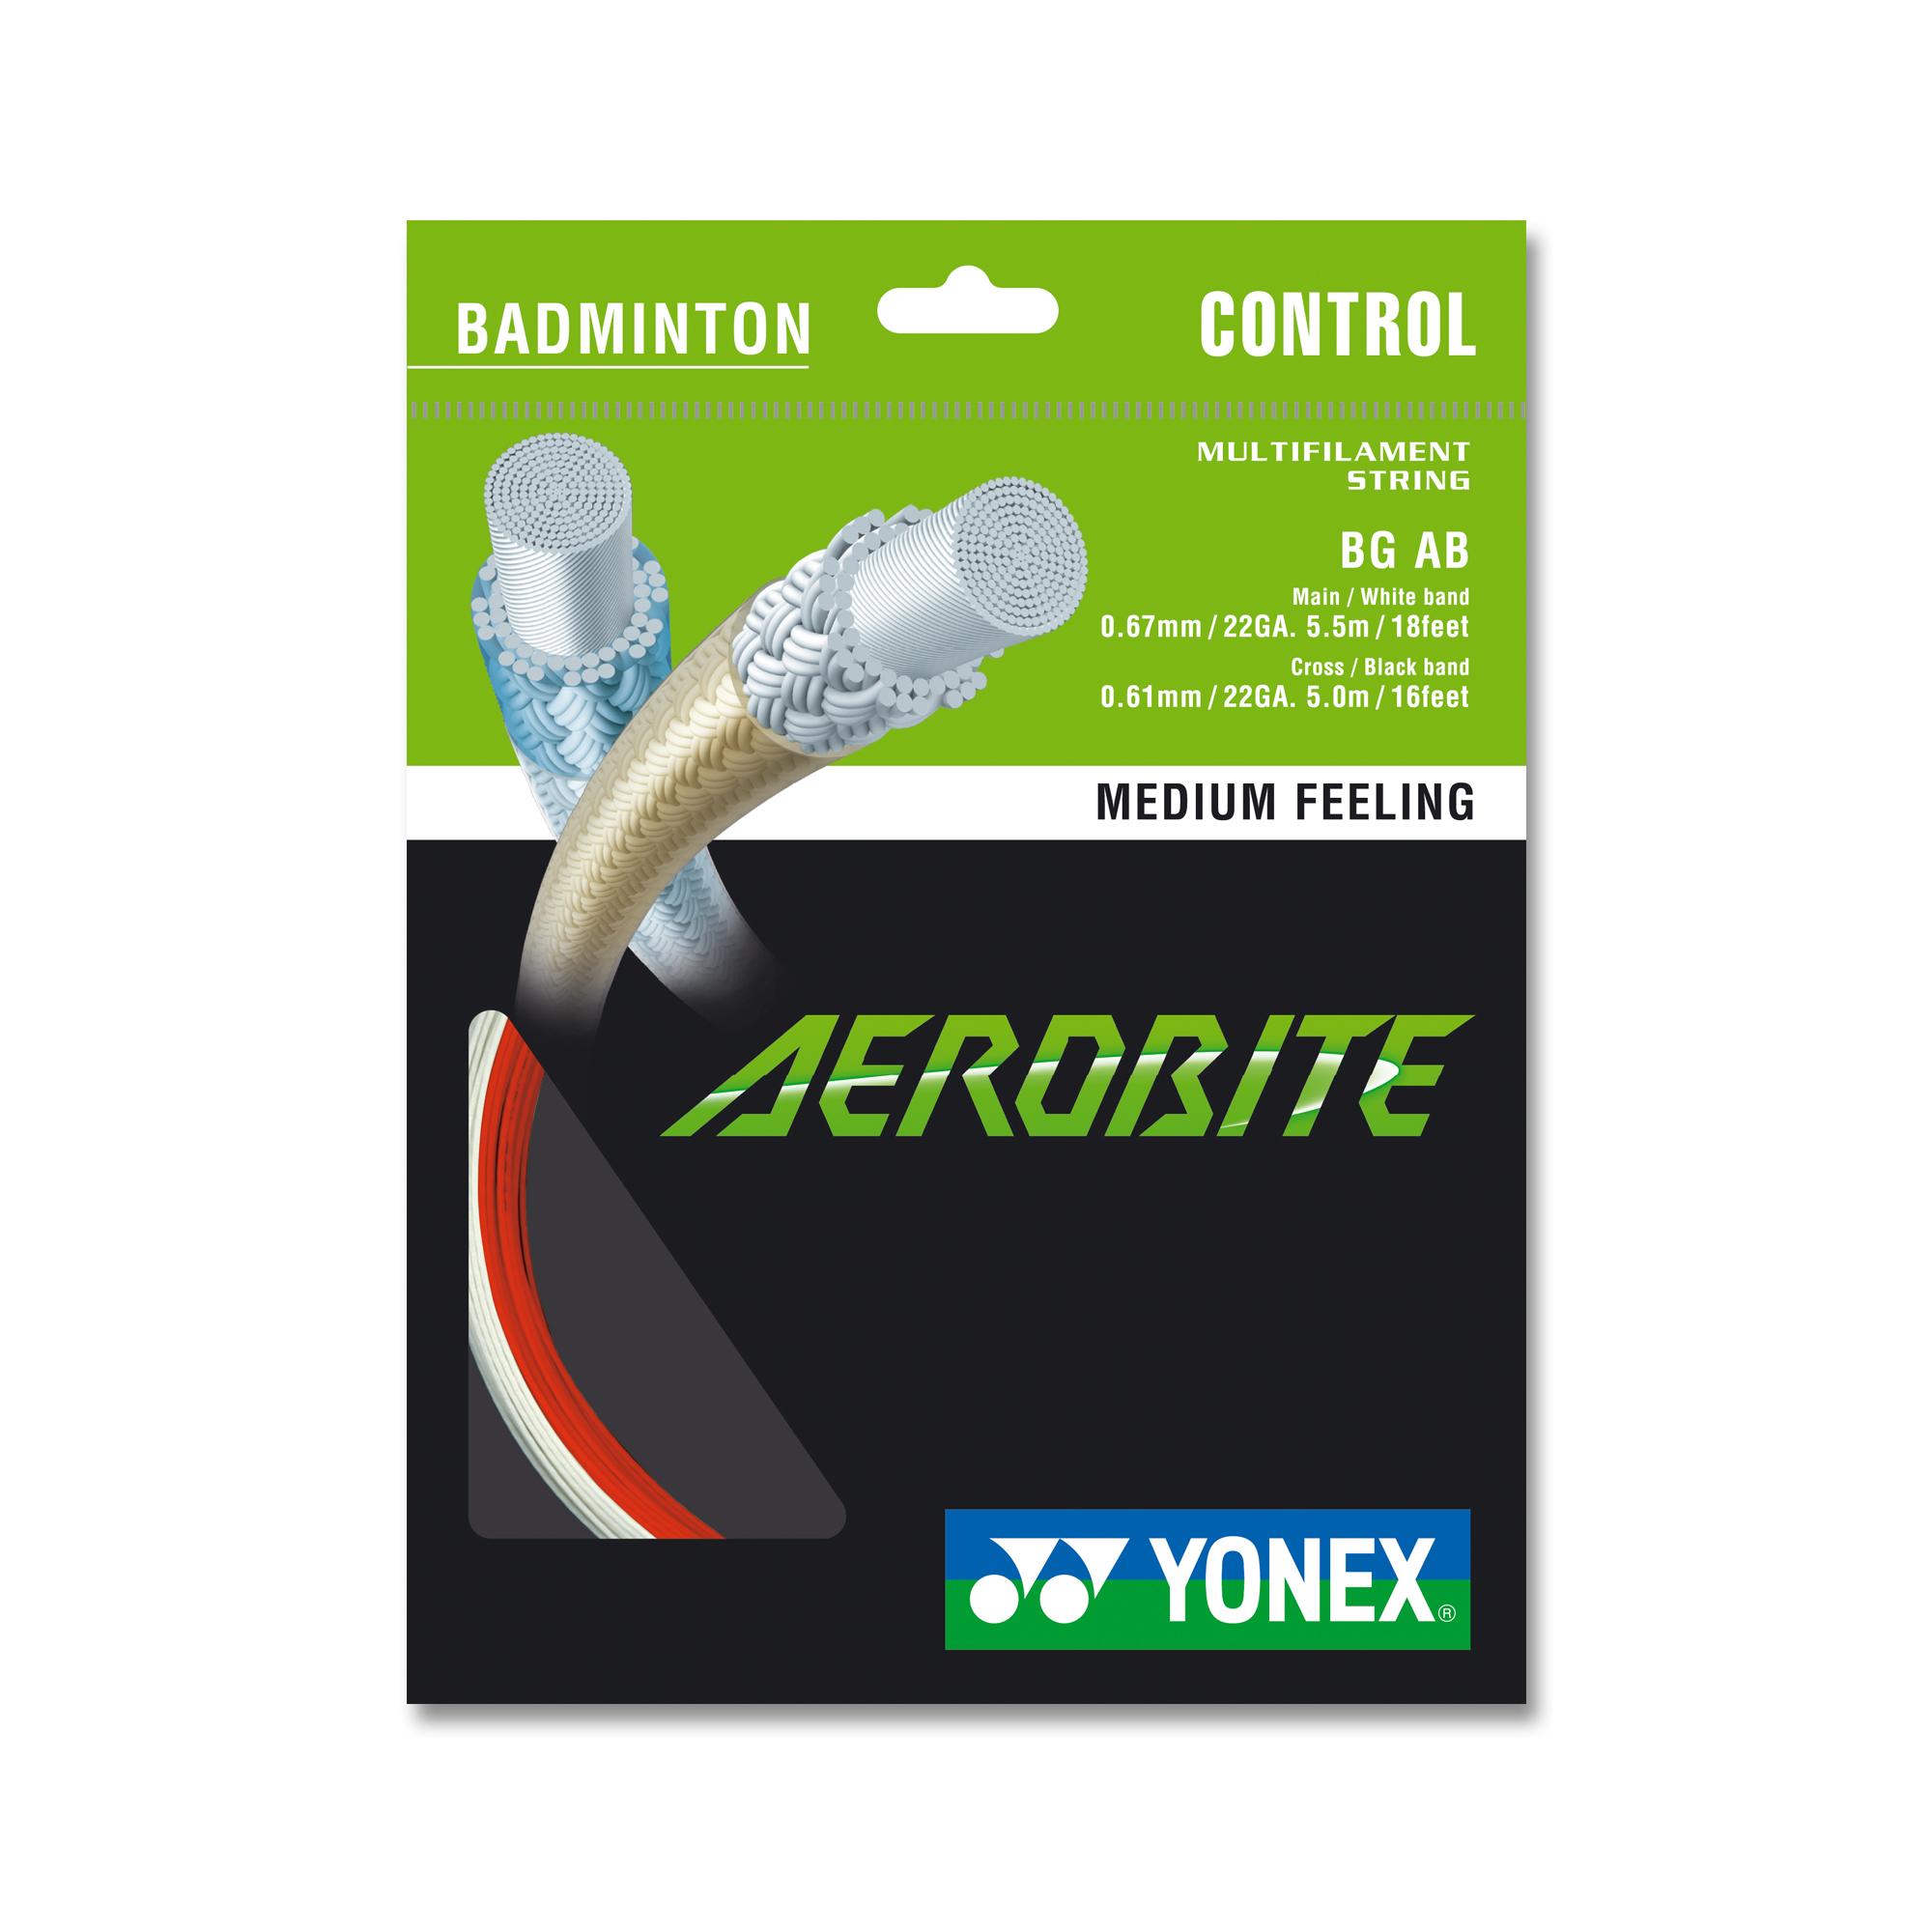 BADMINTON
CONTROL
MULTIFILAMENT
STRING
BG AB
Main / White band
0.67mm / 22GA. 5.5m / 18feet
Cross / Black band
0.61mm / 22GA. 5.0m / 16feet
MEDIUM FEELING
AEROBITE
YONEX®